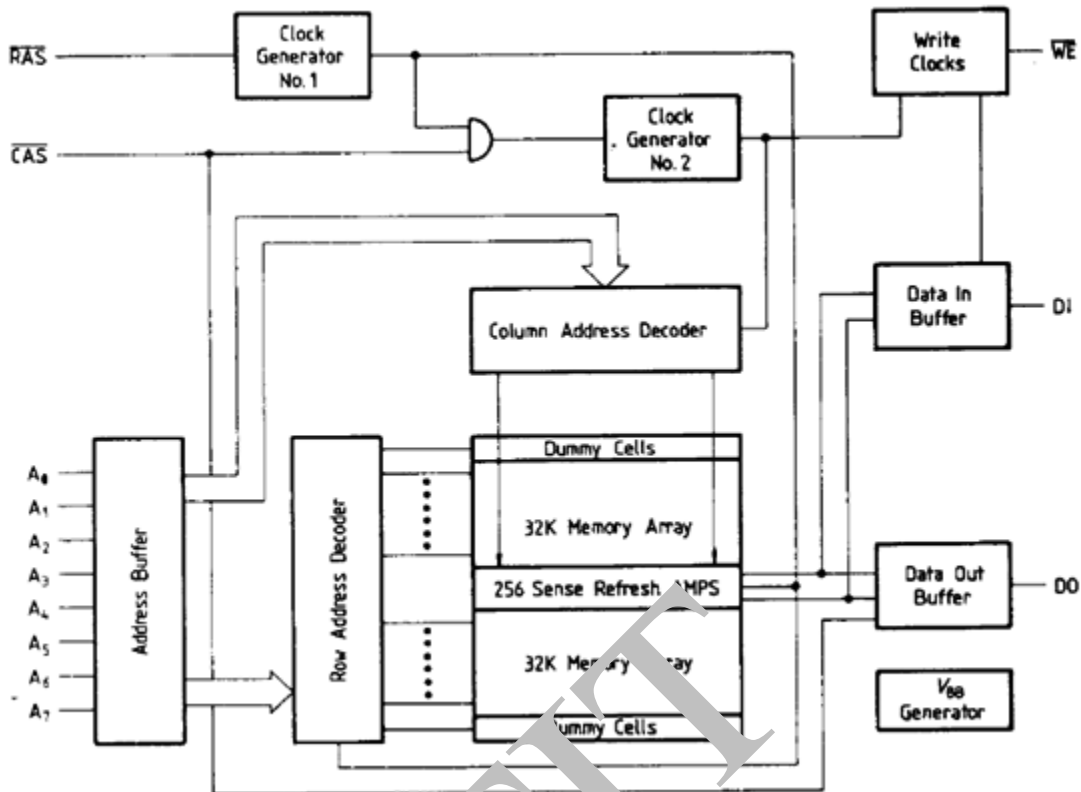 RAS
Clock
Generator
No. 1
Write
Clocks
WE
CAS
Clock
Generator
No. 2
Column Address Decoder
Data In
Buffer
DI
A0
A1
A2
A3
A4
A5
A6
A7
Address Buffer
Row Address Decoder
Dummy Cells
32K Memory Array
256 Sense Refresh AMPS
32K Memory Array
Dummy Cells
Data Out
Buffer
DO
VBB
Generator